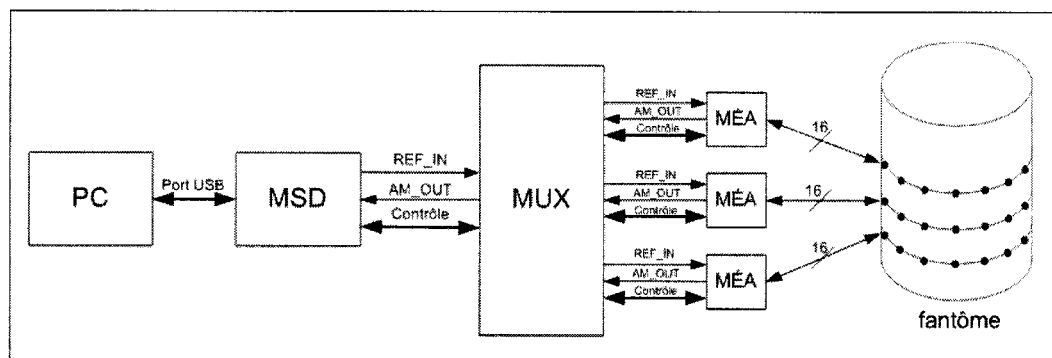 PC
Port USB
MSD
REF_IN
AM_OUT
Contrôle
MUX
REF_IN
AM_OUT
Contrôle
MÉA
16
REF_IN
AM_OUT
Contrôle
MÉA
16
REF_IN
AM_OUT
Contrôle
MÉA
16
fantôme